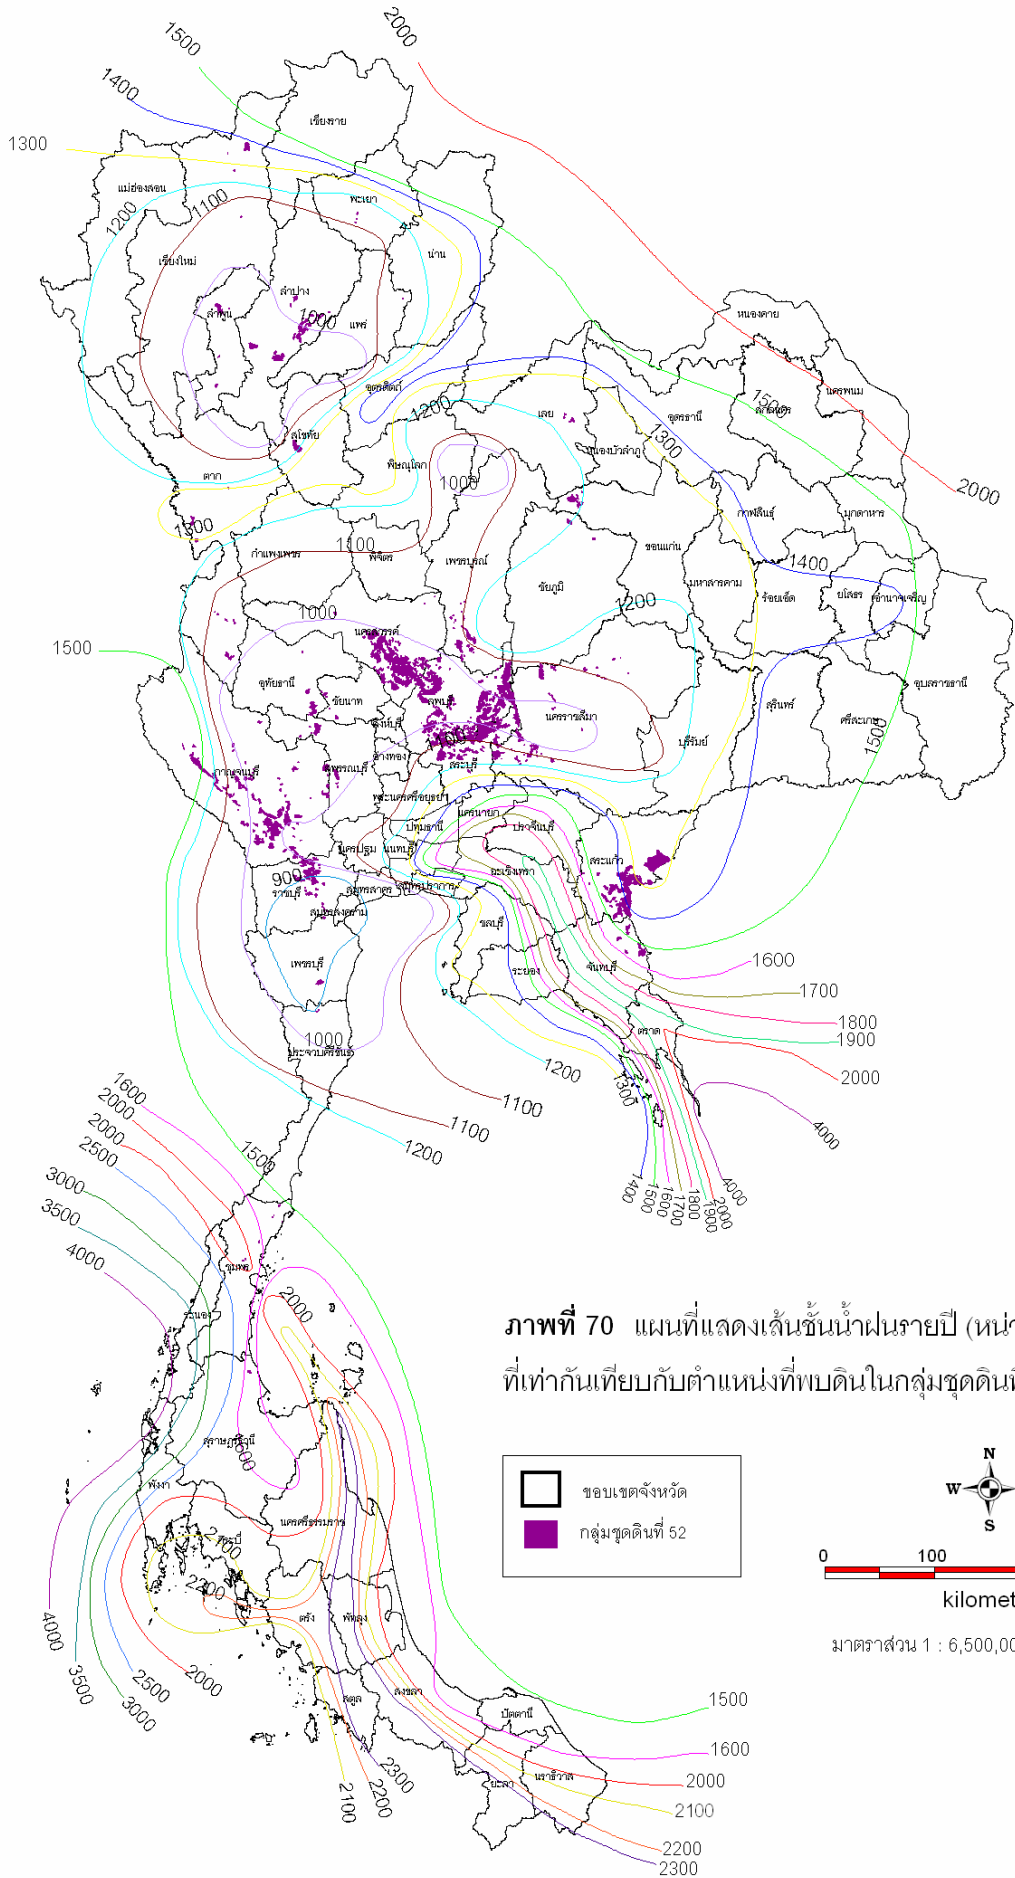 2000
1500
1400
1300
เชียงราย
แม่ฮ่องสอน
1200
1100
พะเยา
น่าน
เชียงใหม่
ลำปาง
ลำพูน
1000
แพร่
หนองคาย
นครพนม
1500
สกลนคร
อุตรดิตถ์
1200
เลย
อุดรธานี
1300
สุโขทัย
หนองบัวลำภู
พิษณุโลก
ตาก
1000
2000
1300
กาฬสินธุ์
มุกดาหาร
กำแพงเพชร
1100
พิจิตร
เพชรบูรณ์
ขอนแก่น
1400
ชัยภูมิ
มหาสารคาม
ร้อยเอ็ด
ยโสธร
อำนาจเจริญ
1000
1200
นครสวรรค์
1500
อุทัยธานี
ชัยนาท
ลพบุรี
สิงห์บุรี
นครราชสีมา
สุรินทร์
ศรีสะเกษ
อุบลราชธานี
1500
บุรีรัมย์
อ่างทอง
สระบุรี
กาญจนบุรี
สุพรรณบุรี
พระนครศรีอยุธยา
นครนายก
ปทุมธานี
ปราจีนบุรี
นครปฐม
นนทบุรี
สระแก้ว
ฉะเชิงเทรา
900
ราชบุรี
สมุทรสาคร
สมุทรปราการ
สมุทรสงคราม
ชลบุรี
เพชรบุรี
ระยอง
จันทบุรี
1600
1700
1800
1900
2000
ตราด
1000
ประจวบคีรีขันธ์
1200
1300
1100
1100
1200
4000
1600
2000
2000
2500
3000
3500
4000
1500
1400
1500
1600
1700
1800
1900
2000
4000
ชุมพร
2000
ระนอง
ภาพที่ 70 แผนที่แสดงเส้นชั้นน้ำฝนรายปี (หน่ว
ที่เท่ากันเทียบกับตำแหน่งที่พบดินในกลุ่มชุดดินที
สุราษฎร์ธานี
1600
พังงา
ขอบเขตจังหวัด
กลุ่มชุดดินที่ 52
N
W
S
นครศรีธรรมราช
กระบี่
2100
2200
0 100
kilomet
มาตราส่วน 1 : 6,500,00
ตรัง
พัทลุง
4000
3500
3000
2500
2000
สตูล
สงขลา
ปัตตานี
ยะลา
นราธิวาส
2100
2200
2300
1500
1600
2000
2100
2200
2300